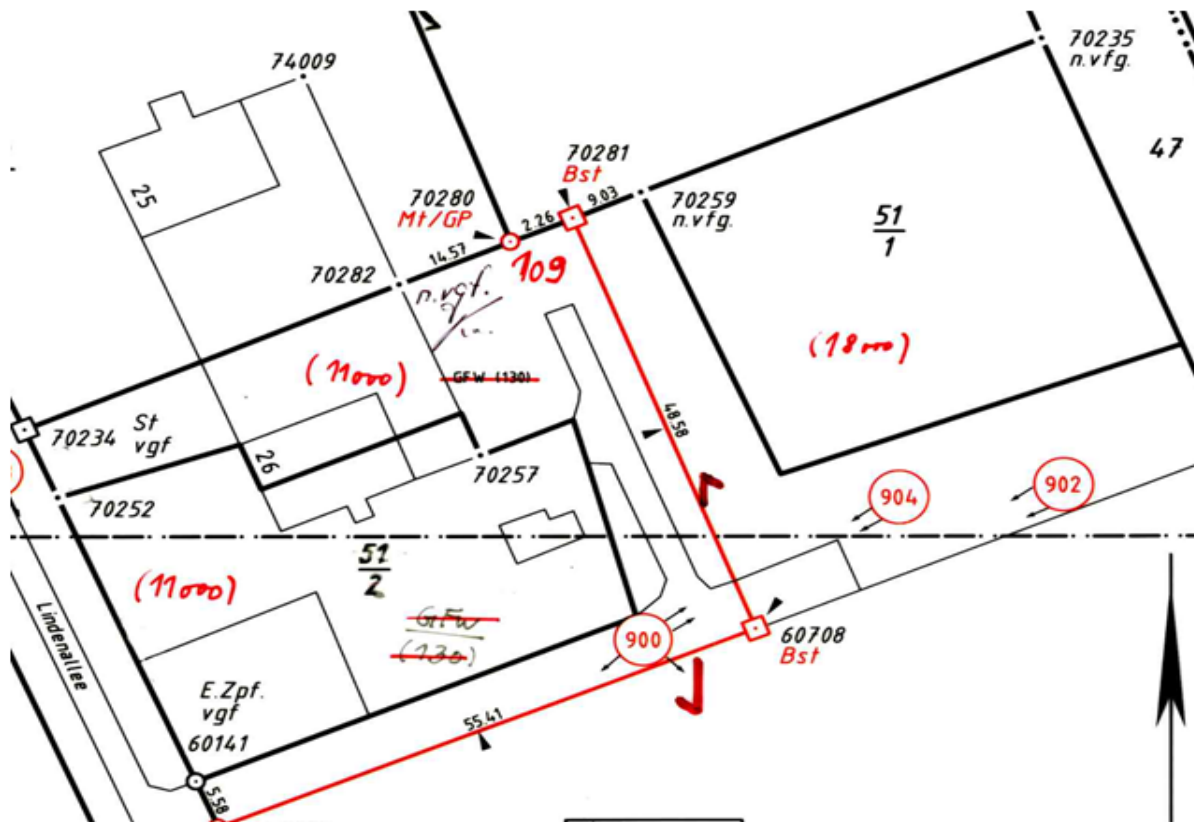 74009
70235
n.vfg.
47
25
70281
Bst
70280
Mt/GP
9.03
2.26
70259
n.vfg.
51
1
14.57
109
70282
(11000)
GFW (130)
(18000)
48.58
70234
St
vgf
26
70257
70252
904
902
51
2
(11000)
GFW
(130)
900
60708
Bst
Lindenallee
E.Zpf.
vgf
60141
55.41
5.58